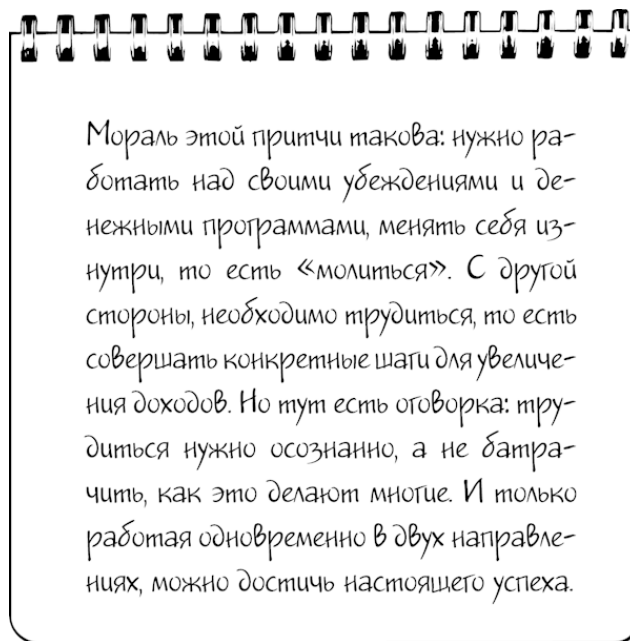 Мораль этой притчи такова: нужно ра-
ботать над своими убеждениями и де-
нежными программами, менять себя из-
нутри, то есть «молиться». С другой
стороны, необходимо трудиться, то есть
совершать конкретные шаги для увеличе-
ния доходов. Но тут есть оговорка: тру-
диться нужно осознанно, а не батра-
чить, как это делают многие. И только
работая одновременно в двух направле-
ниях, можно достичь настоящего успеха.